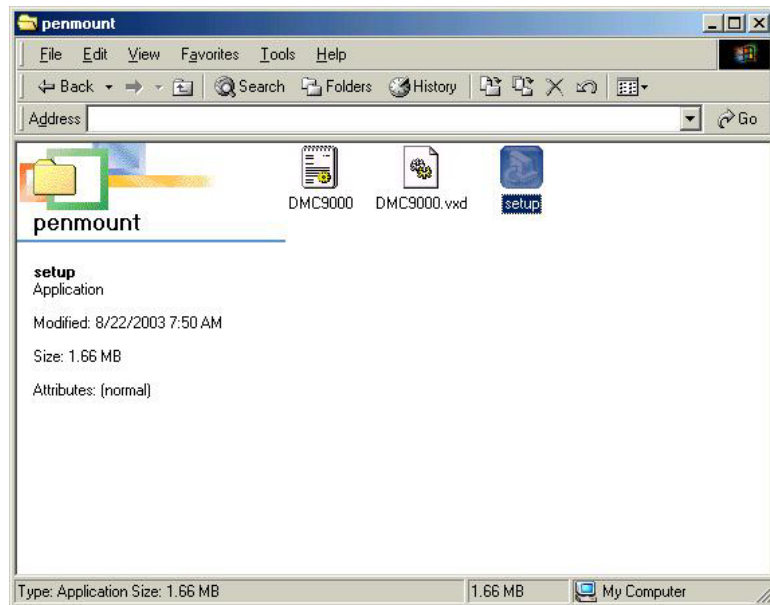 penmount
File Edit View Favorites Tools Help
Back Search Folders History
Address Go
DMC9000 DMC9000.vxd setup
penmount
setup
Application
Modified: 8/22/2003 7:50 AM
Size: 1.66 MB
Attributes: (normal)
Type: Application Size: 1.66 MB 1.66 MB My Computer